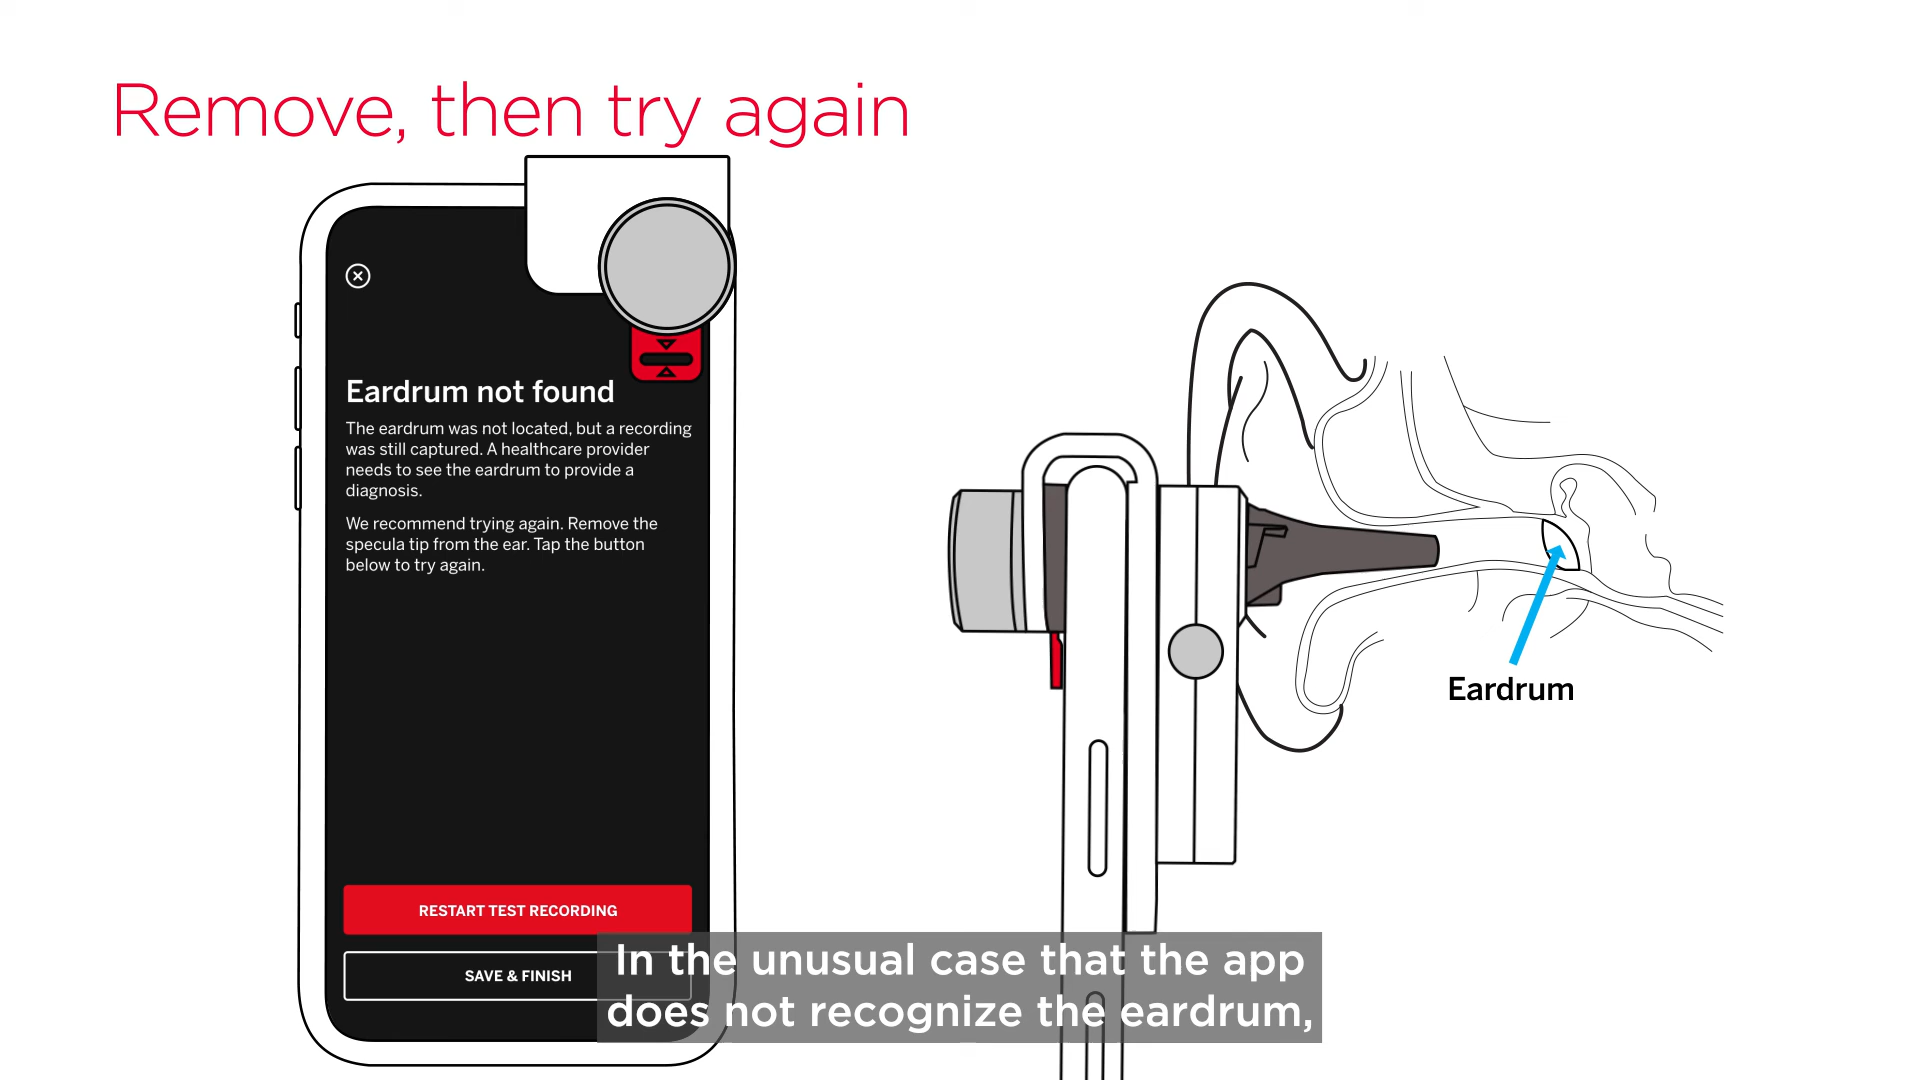 Remove, then try again
Eardrum not found
The eardrum was not located, but a recording
was still captured. A healthcare provider
needs to see the eardrum to provide a
diagnosis.
We recommend trying again. Remove the
specula tip from the ear. Tap the button
below to try again.
Eardrum
RESTART TEST RECORDING
SAVE & FINISH
In the unusual case that the app
does not recognize the eardrum,